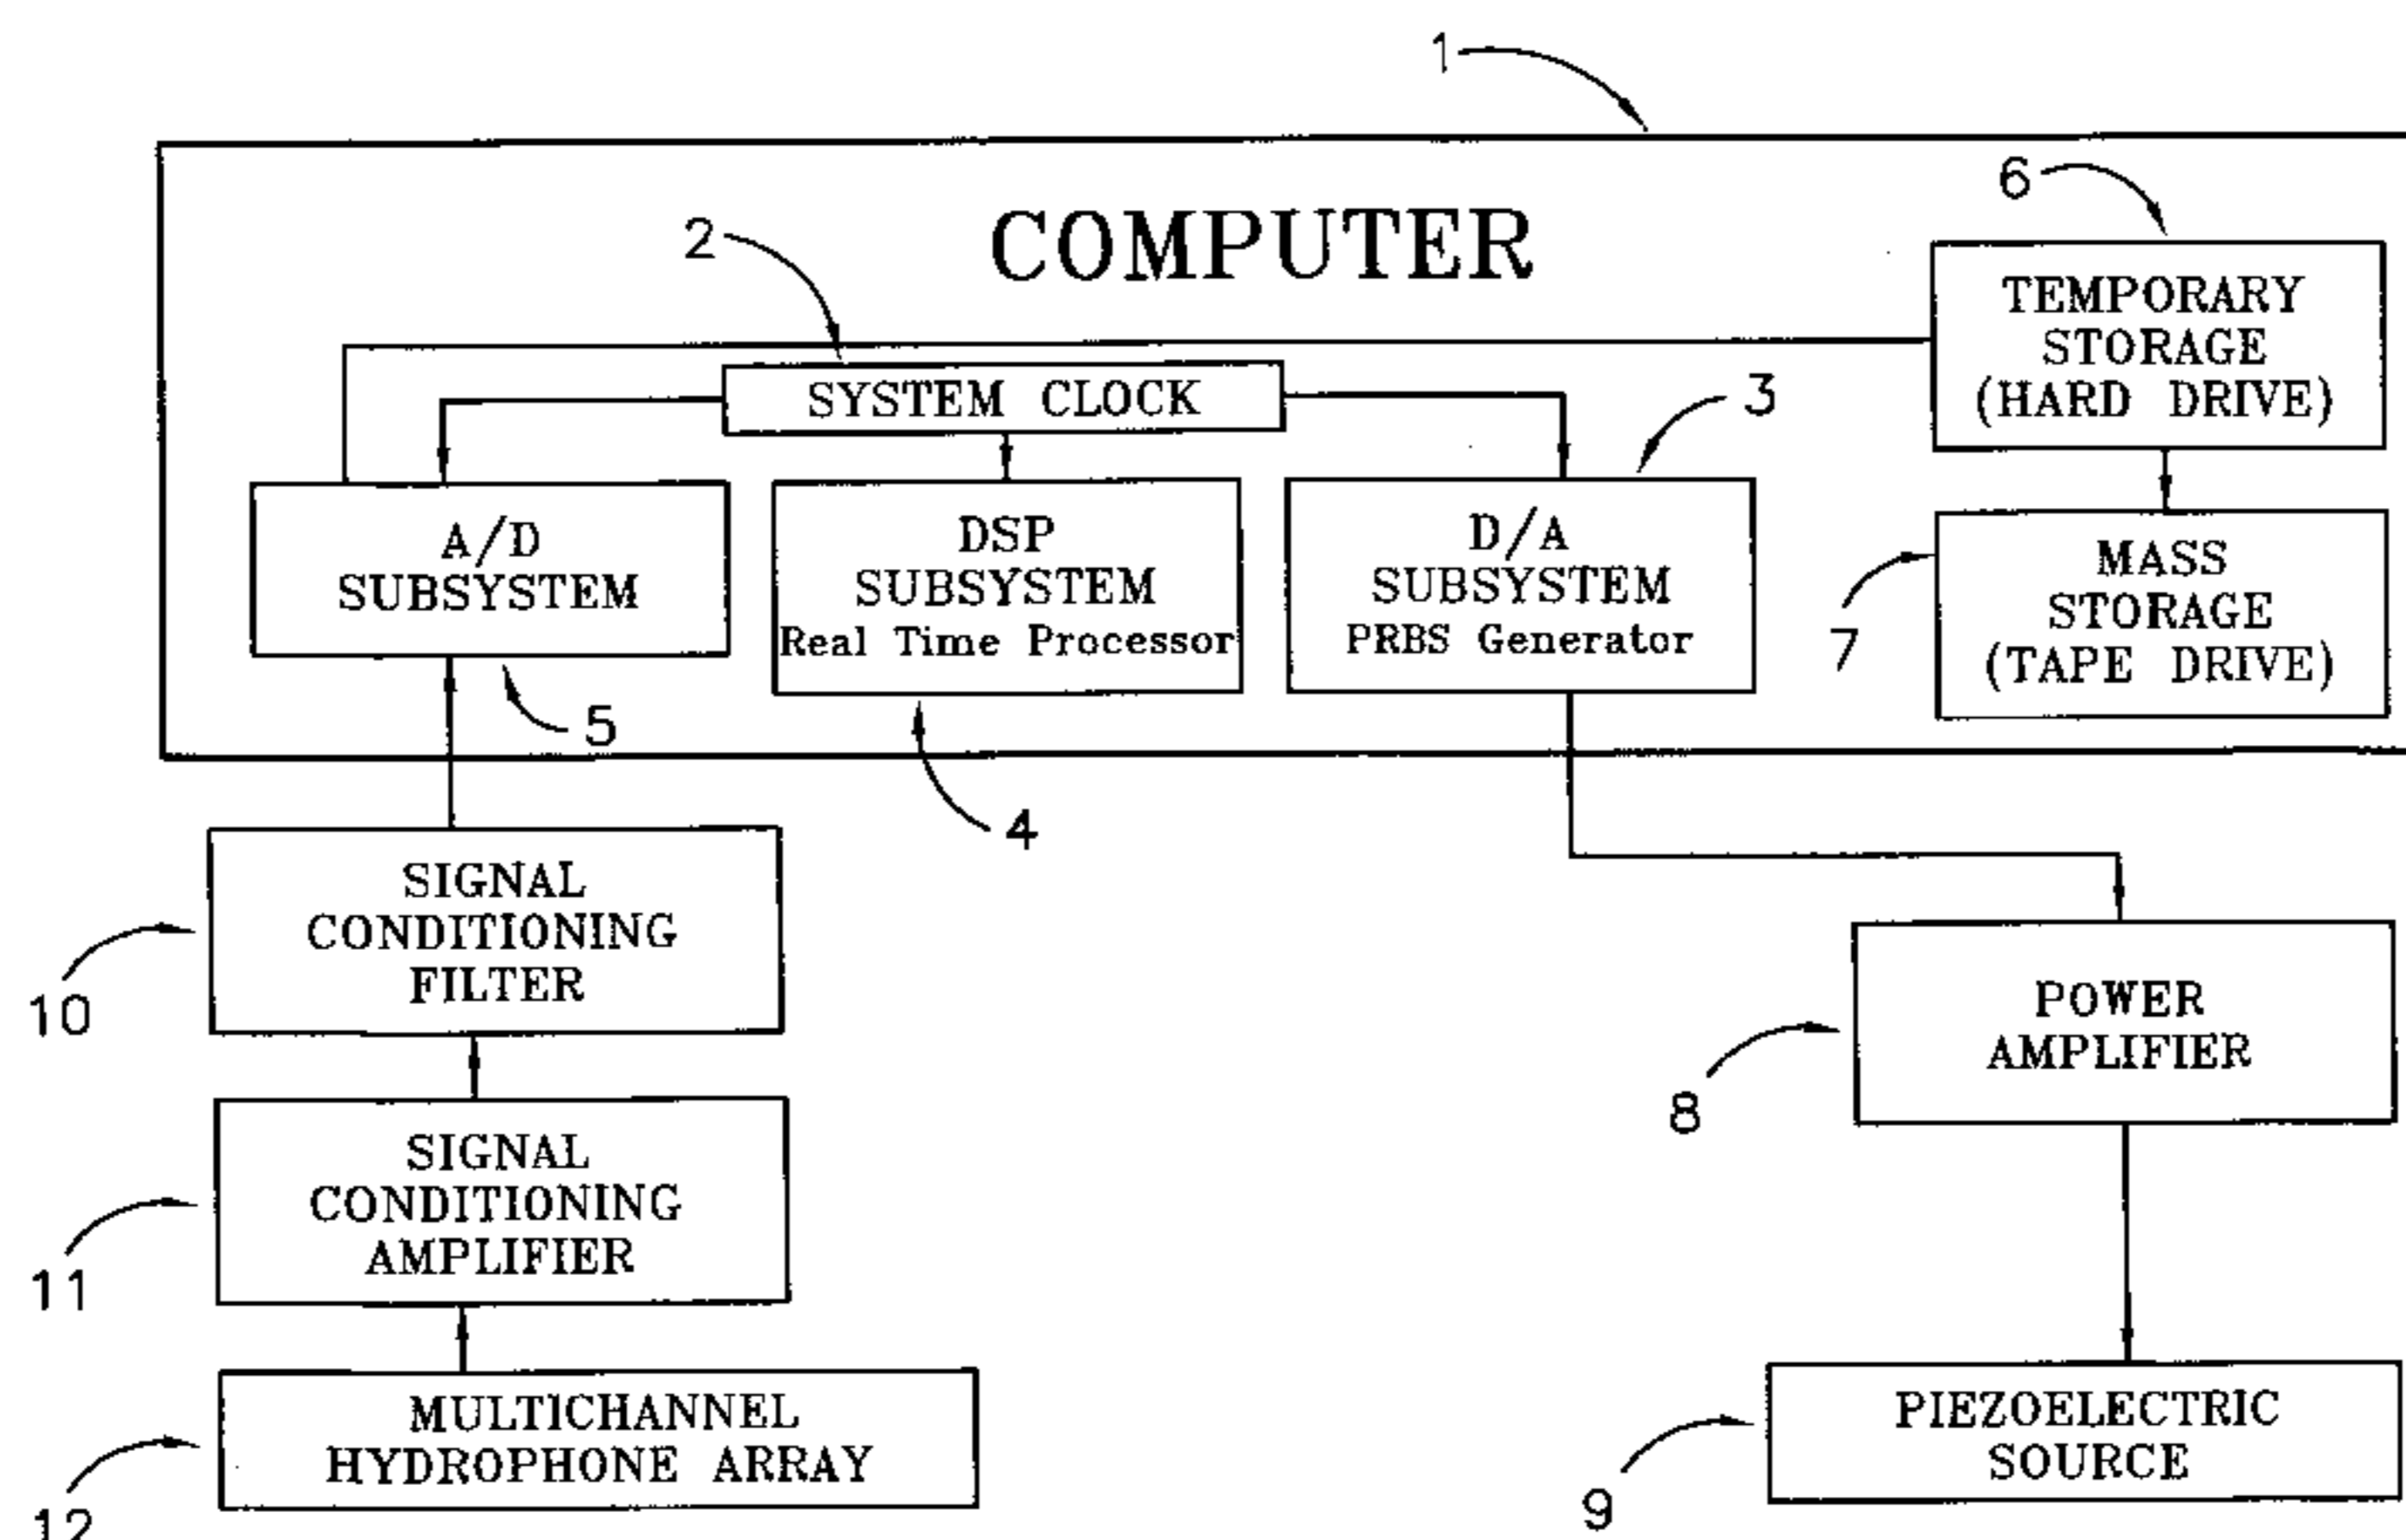 1
6
COMPUTER
2
TEMPORARY
STORAGE
(HARD DRIVE)
SYSTEM CLOCK
3
A/D
SUBSYSTEM
DSP
SUBSYSTEM
Real Time Processor
D/A
SUBSYSTEM
PRBS Generator
MASS
STORAGE
(TAPE DRIVE)
7
5
4
SIGNAL
CONDITIONING
FILTER
10
POWER
AMPLIFIER
8
SIGNAL
CONDITIONING
AMPLIFIER
11
MULTICHANNEL
HYDROPHONE ARRAY
12
PIEZOELECTRIC
SOURCE
9